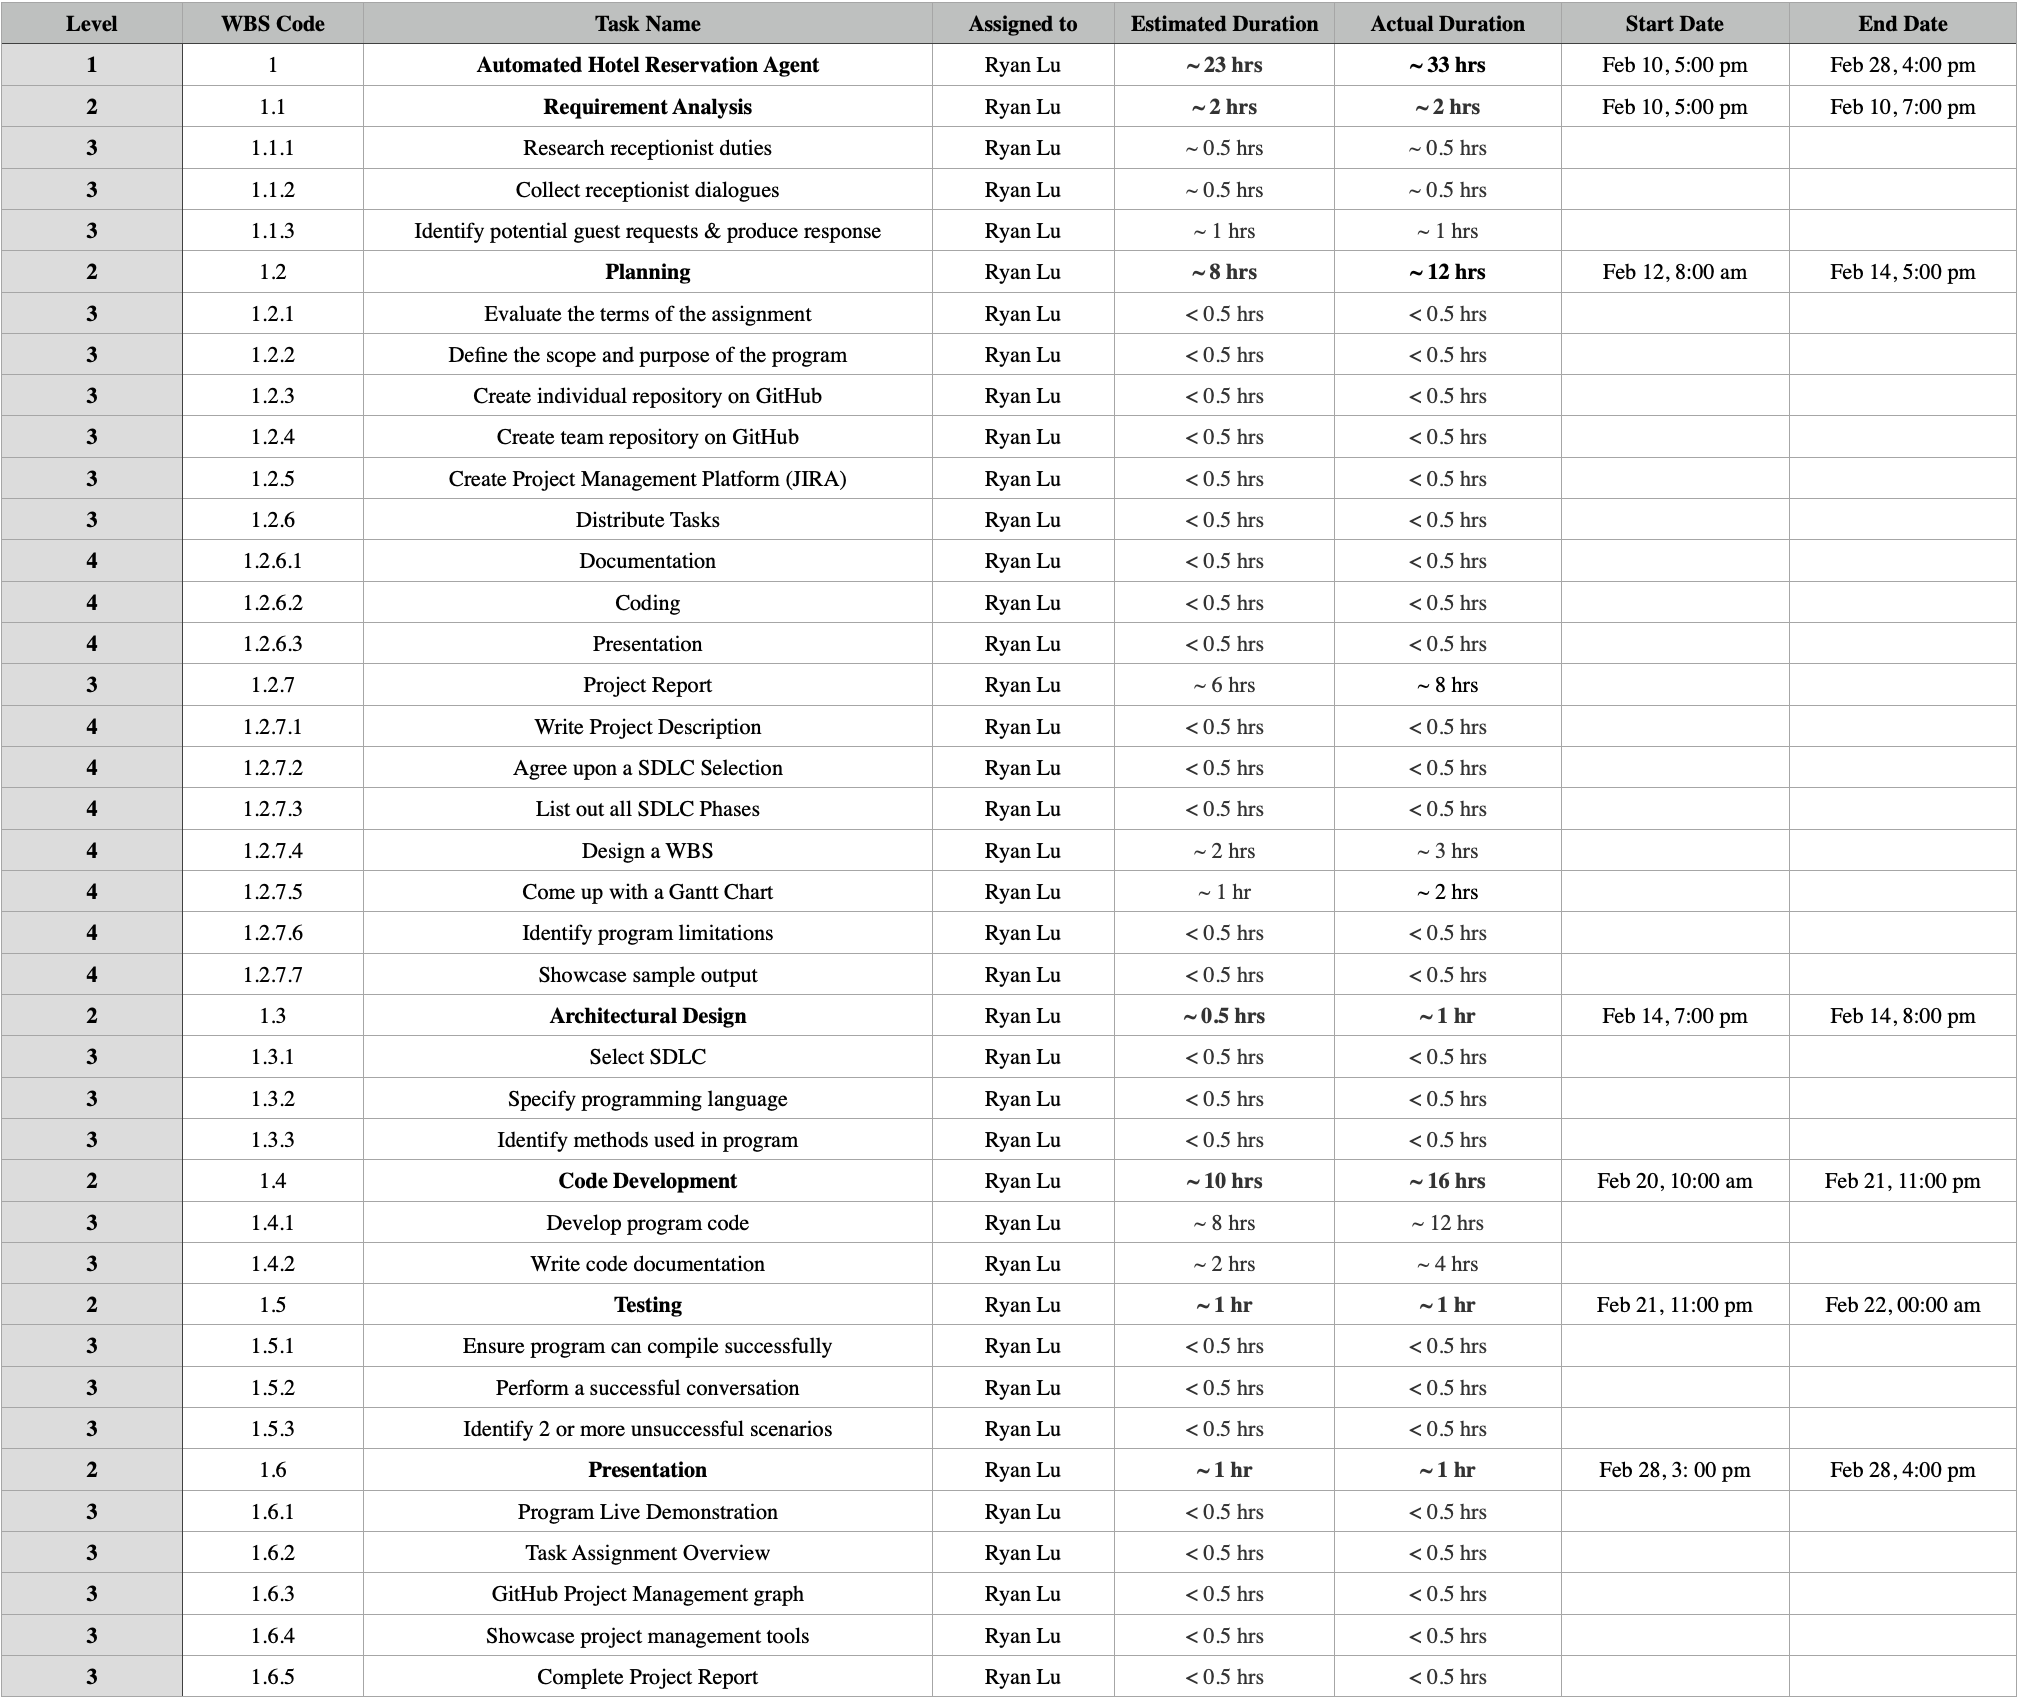 Level WBS Code Task Name Assigned to Estimated Duration Actual Duration Start Date End Date
1 1 Automated Hotel Reservation Agent Ryan Lu ~ 23 hrs ~ 33 hrs Feb 10, 5:00 pm Feb 28, 4:00 pm
2 1.1 Requirement Analysis Ryan Lu ~ 2 hrs ~ 2 hrs Feb 10, 5:00 pm Feb 10, 7:00 pm
3 1.1.1 Research receptionist duties Ryan Lu ~ 0.5 hrs ~ 0.5 hrs
3 1.1.2 Collect receptionist dialogues Ryan Lu ~ 0.5 hrs ~ 0.5 hrs
3 1.1.3 Identify potential guest requests & produce response Ryan Lu ~ 1 hrs ~ 1 hrs
2 1.2 Planning Ryan Lu ~ 8 hrs ~ 12 hrs Feb 12, 8:00 am Feb 14, 5:00 pm
3 1.2.1 Evaluate the terms of the assignment Ryan Lu < 0.5 hrs < 0.5 hrs
3 1.2.2 Define the scope and purpose of the program Ryan Lu < 0.5 hrs < 0.5 hrs
3 1.2.3 Create individual repository on GitHub Ryan Lu < 0.5 hrs < 0.5 hrs
3 1.2.4 Create team repository on GitHub Ryan Lu < 0.5 hrs < 0.5 hrs
3 1.2.5 Create Project Management Platform (JIRA) Ryan Lu < 0.5 hrs < 0.5 hrs
3 1.2.6 Distribute Tasks Ryan Lu < 0.5 hrs < 0.5 hrs
4 1.2.6.1 Documentation Ryan Lu < 0.5 hrs < 0.5 hrs
4 1.2.6.2 Coding Ryan Lu < 0.5 hrs < 0.5 hrs
4 1.2.6.3 Presentation Ryan Lu < 0.5 hrs < 0.5 hrs
3 1.2.7 Project Report Ryan Lu ~ 6 hrs ~ 8 hrs
4 1.2.7.1 Write Project Description Ryan Lu < 0.5 hrs < 0.5 hrs
4 1.2.7.2 Agree upon a SDLC Selection Ryan Lu < 0.5 hrs < 0.5 hrs
4 1.2.7.3 List out all SDLC Phases Ryan Lu < 0.5 hrs < 0.5 hrs
4 1.2.7.4 Design a WBS Ryan Lu ~ 2 hrs ~ 3 hrs
4 1.2.7.5 Come up with a Gantt Chart Ryan Lu ~ 1 hr ~ 2 hrs
4 1.2.7.6 Identify program limitations Ryan Lu < 0.5 hrs < 0.5 hrs
4 1.2.7.7 Showcase sample output Ryan Lu < 0.5 hrs < 0.5 hrs
2 1.3 Architectural Design Ryan Lu ~ 0.5 hrs ~ 1 hr Feb 14, 7:00 pm Feb 14, 8:00 pm
3 1.3.1 Select SDLC Ryan Lu < 0.5 hrs < 0.5 hrs
3 1.3.2 Specify programming language Ryan Lu < 0.5 hrs < 0.5 hrs
3 1.3.3 Identify methods used in program Ryan Lu < 0.5 hrs < 0.5 hrs
2 1.4 Code Development Ryan Lu ~ 10 hrs ~ 16 hrs Feb 20, 10:00 am Feb 21, 11:00 pm
3 1.4.1 Develop program code Ryan Lu ~ 8 hrs ~ 12 hrs
3 1.4.2 Write code documentation Ryan Lu ~ 2 hrs ~ 4 hrs
2 1.5 Testing Ryan Lu ~ 1 hr ~ 1 hr Feb 21, 11:00 pm Feb 22, 00:00 am
3 1.5.1 Ensure program can compile successfully Ryan Lu < 0.5 hrs < 0.5 hrs
3 1.5.2 Perform a successful conversation Ryan Lu < 0.5 hrs < 0.5 hrs
3 1.5.3 Identify 2 or more unsuccessful scenarios Ryan Lu < 0.5 hrs < 0.5 hrs
2 1.6 Presentation Ryan Lu ~ 1 hr ~ 1 hr Feb 28, 3: 00 pm Feb 28, 4:00 pm
3 1.6.1 Program Live Demonstration Ryan Lu < 0.5 hrs < 0.5 hrs
3 1.6.2 Task Assignment Overview Ryan Lu < 0.5 hrs < 0.5 hrs
3 1.6.3 GitHub Project Management graph Ryan Lu < 0.5 hrs < 0.5 hrs
3 1.6.4 Showcase project management tools Ryan Lu < 0.5 hrs < 0.5 hrs
3 1.6.5 Complete Project Report Ryan Lu < 0.5 hrs < 0.5 hrs